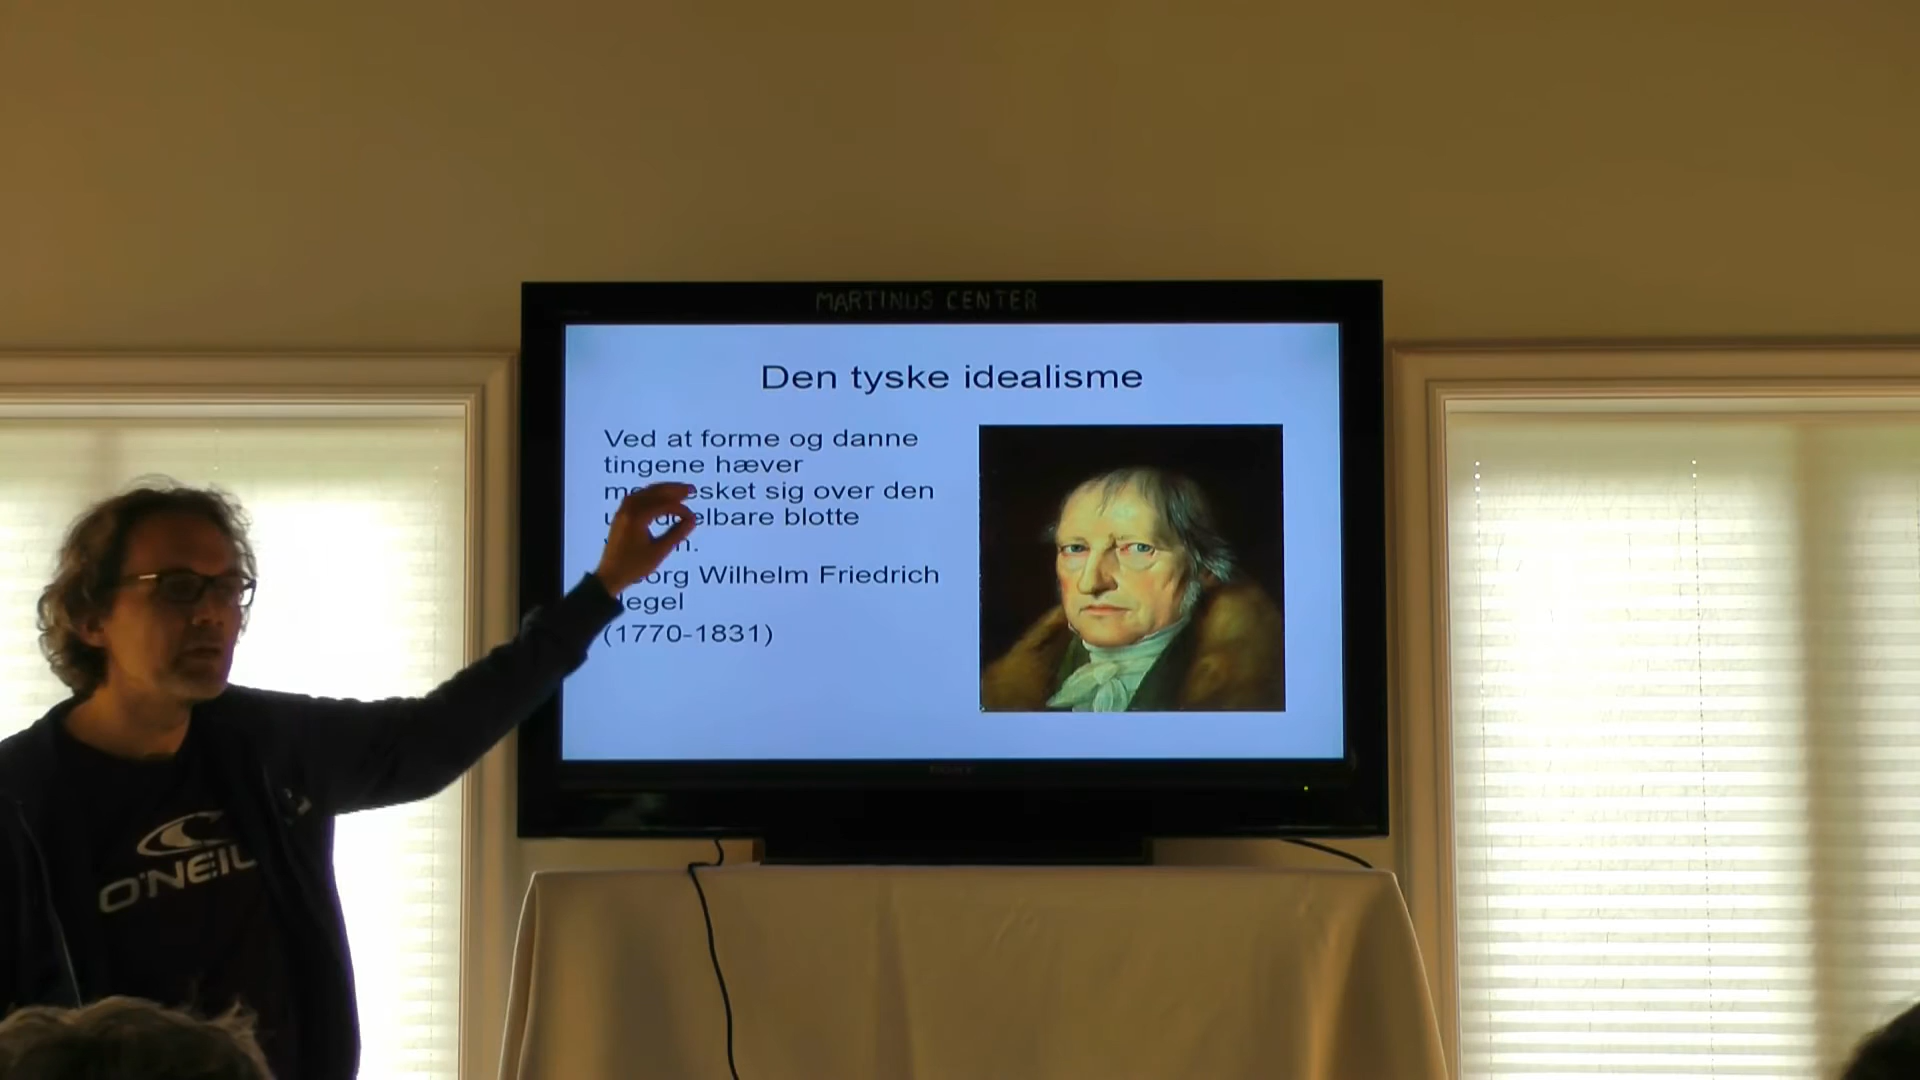 MARTINUS CENTER
Den tyske idealisme
Ved at forme og danne
tingene hæver
sig over den
blotte
Wilhelm Friedrich
(1770-1831)
SONY
O'NEILL